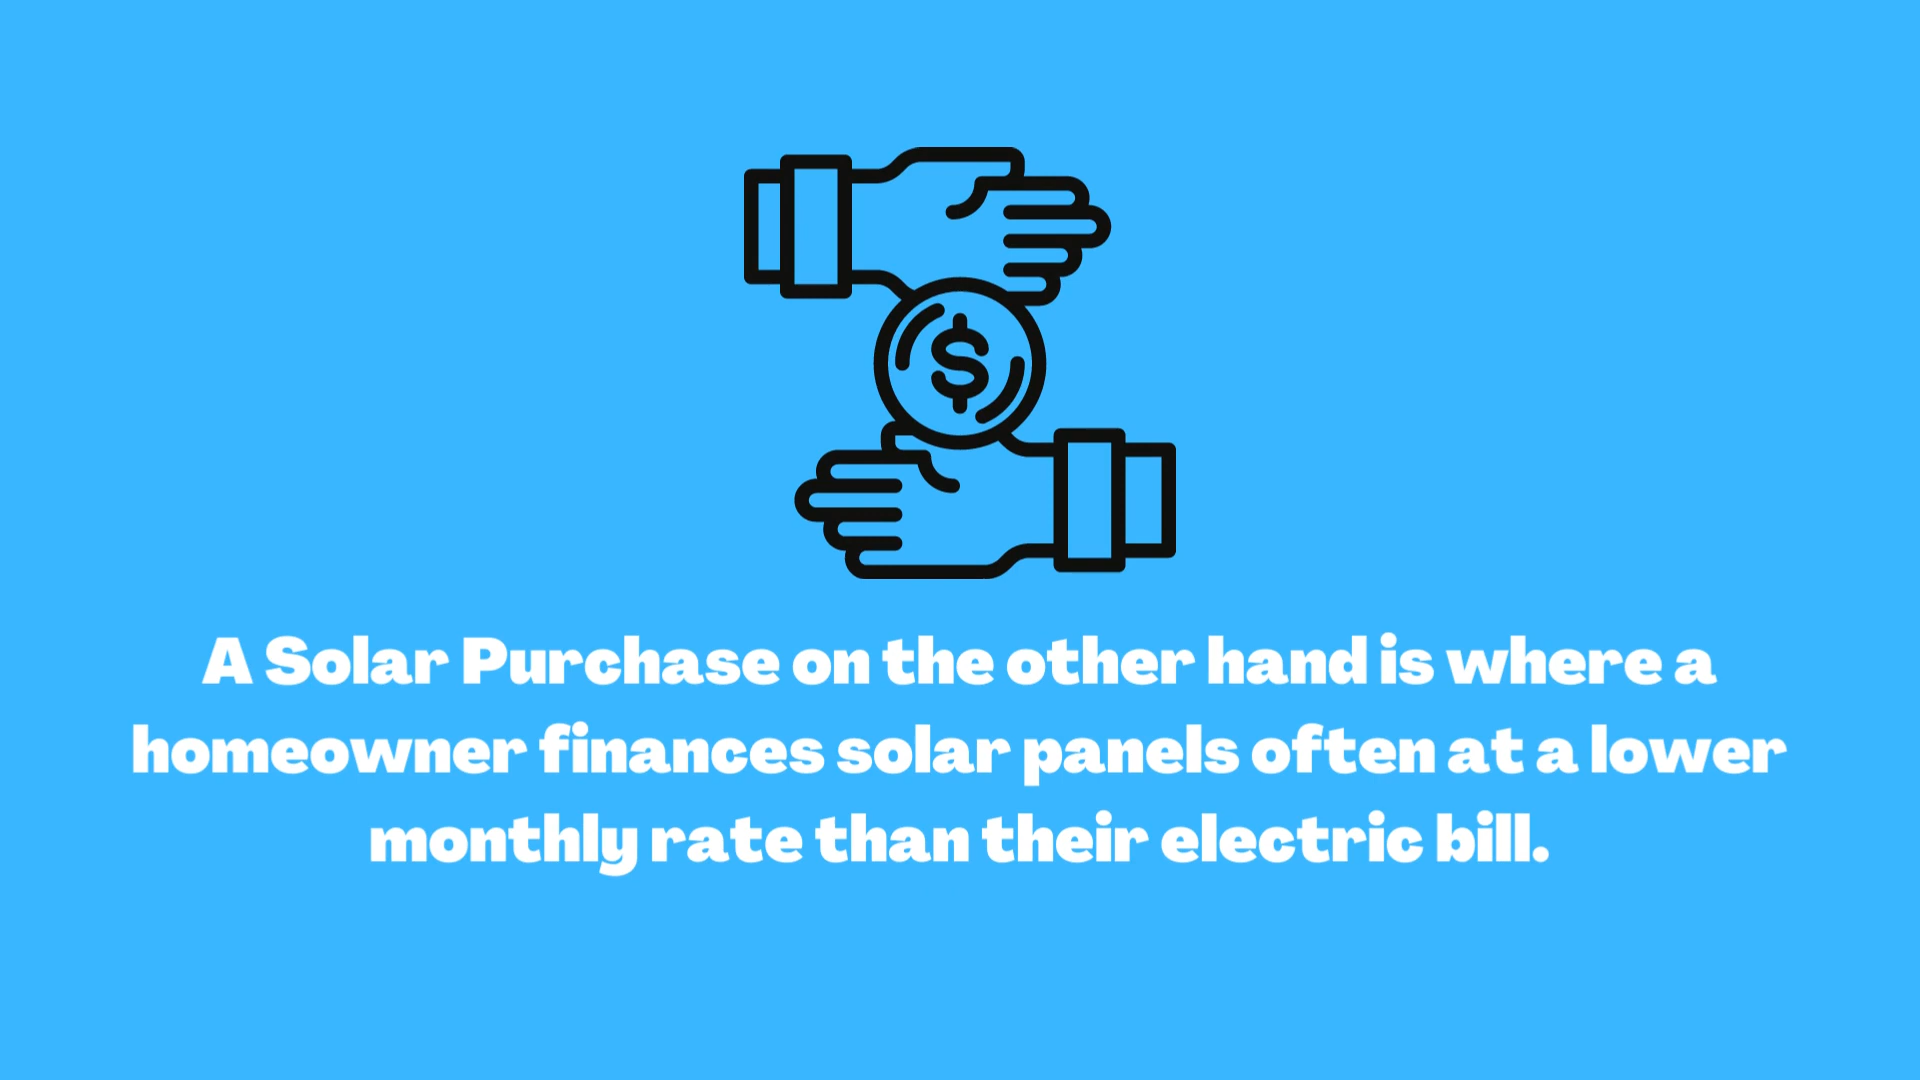 $
A Solar Purchase on the other hand is where a
homeowner finances solar panels often at a lower
monthly rate than their electric bill.